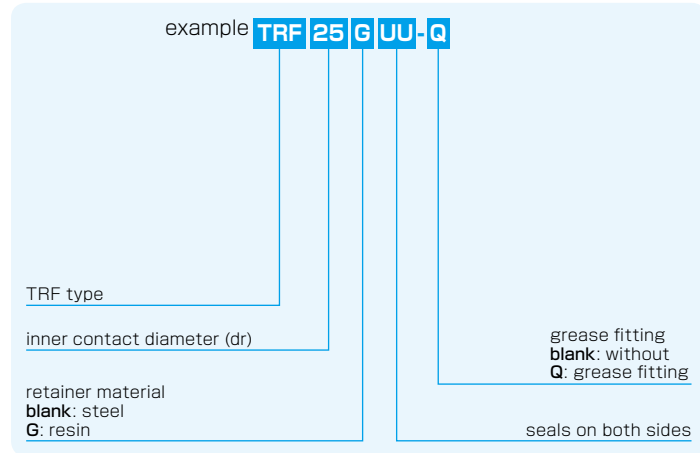 example TRF 25 G UU-Q
TRF type
inner contact diameter (dr)
retainer material
blank: steel
G: resin
grease fitting
blank: without
Q: grease fitting
seals on both sides